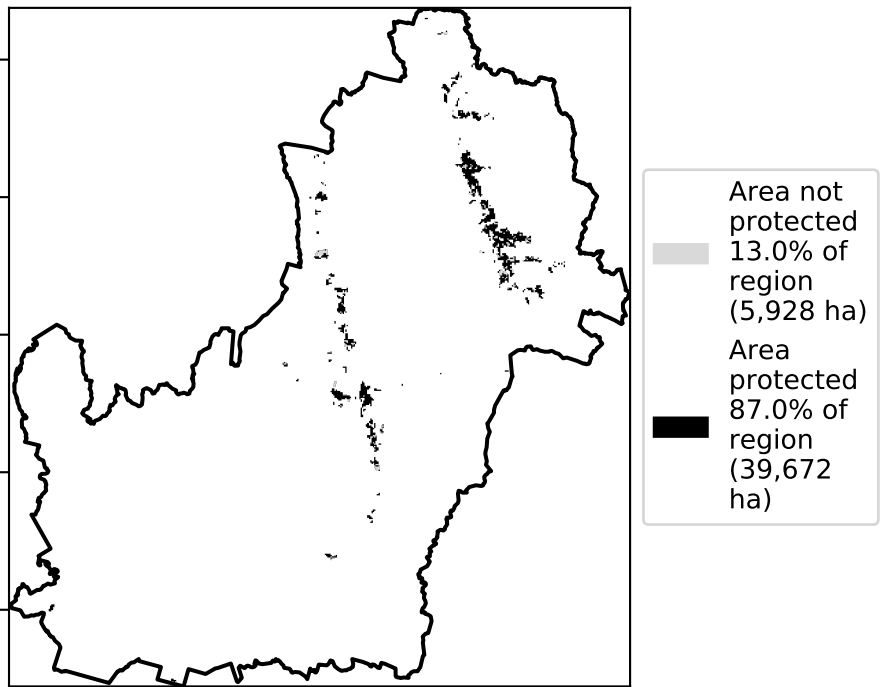 Area not
protected
13.0% of
region
(5,928 ha)
Area
protected
87.0% of
region
(39,672
ha)